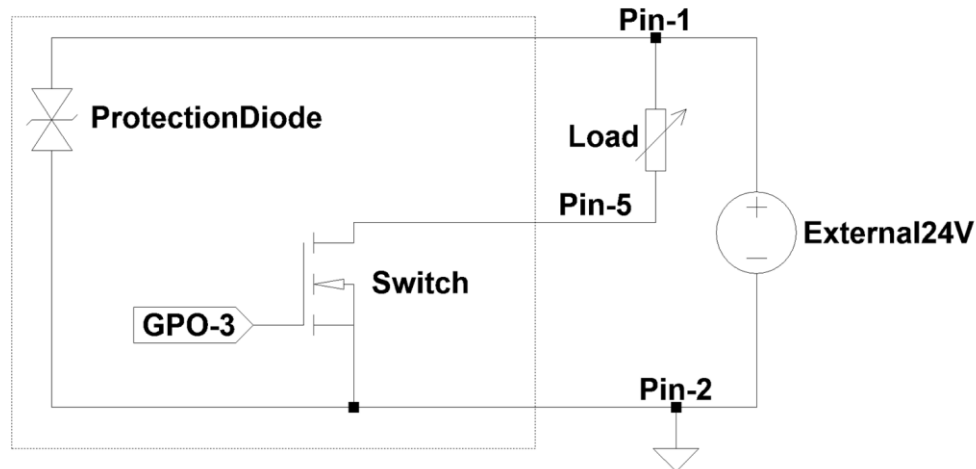 Pin-1
ProtectionDiode
Load
Pin-5
External24V
Switch
GPO-3
Pin-2